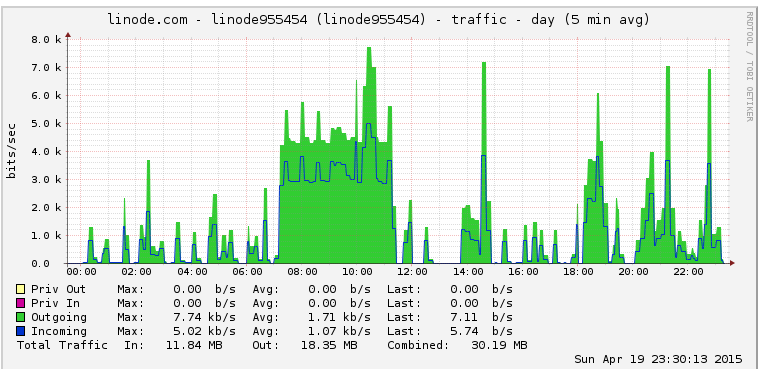 linode.com - linode955454 (linode955454) - traffic - day (5 min avg)
RRDTOOL / TOBI OETIKER
bits/sec
8.0 k
7.0 k
6.0 k
5.0 k
4.0 k
3.0 k
2.0 k
1.0 k
0.0
00:00 02:00 04:00 06:00 08:00 10:00 12:00 14:00 16:00 18:00 20:00 22:00
Priv Out Max: 0.00 b/s Avg: 0.00 b/s Last: 0.00 b/s
Priv In Max: 0.00 b/s Avg: 0.00 b/s Last: 0.00 b/s
Outgoing Max: 7.74 kb/s Avg: 1.71 kb/s Last: 7.11 b/s
Incoming Max: 5.02 kb/s Avg: 1.07 kb/s Last: 5.74 b/s
Total Traffic In: 11.84 MB Out: 18.35 MB Combined: 30.19 MB
Sun Apr 19 23:30:13 2015